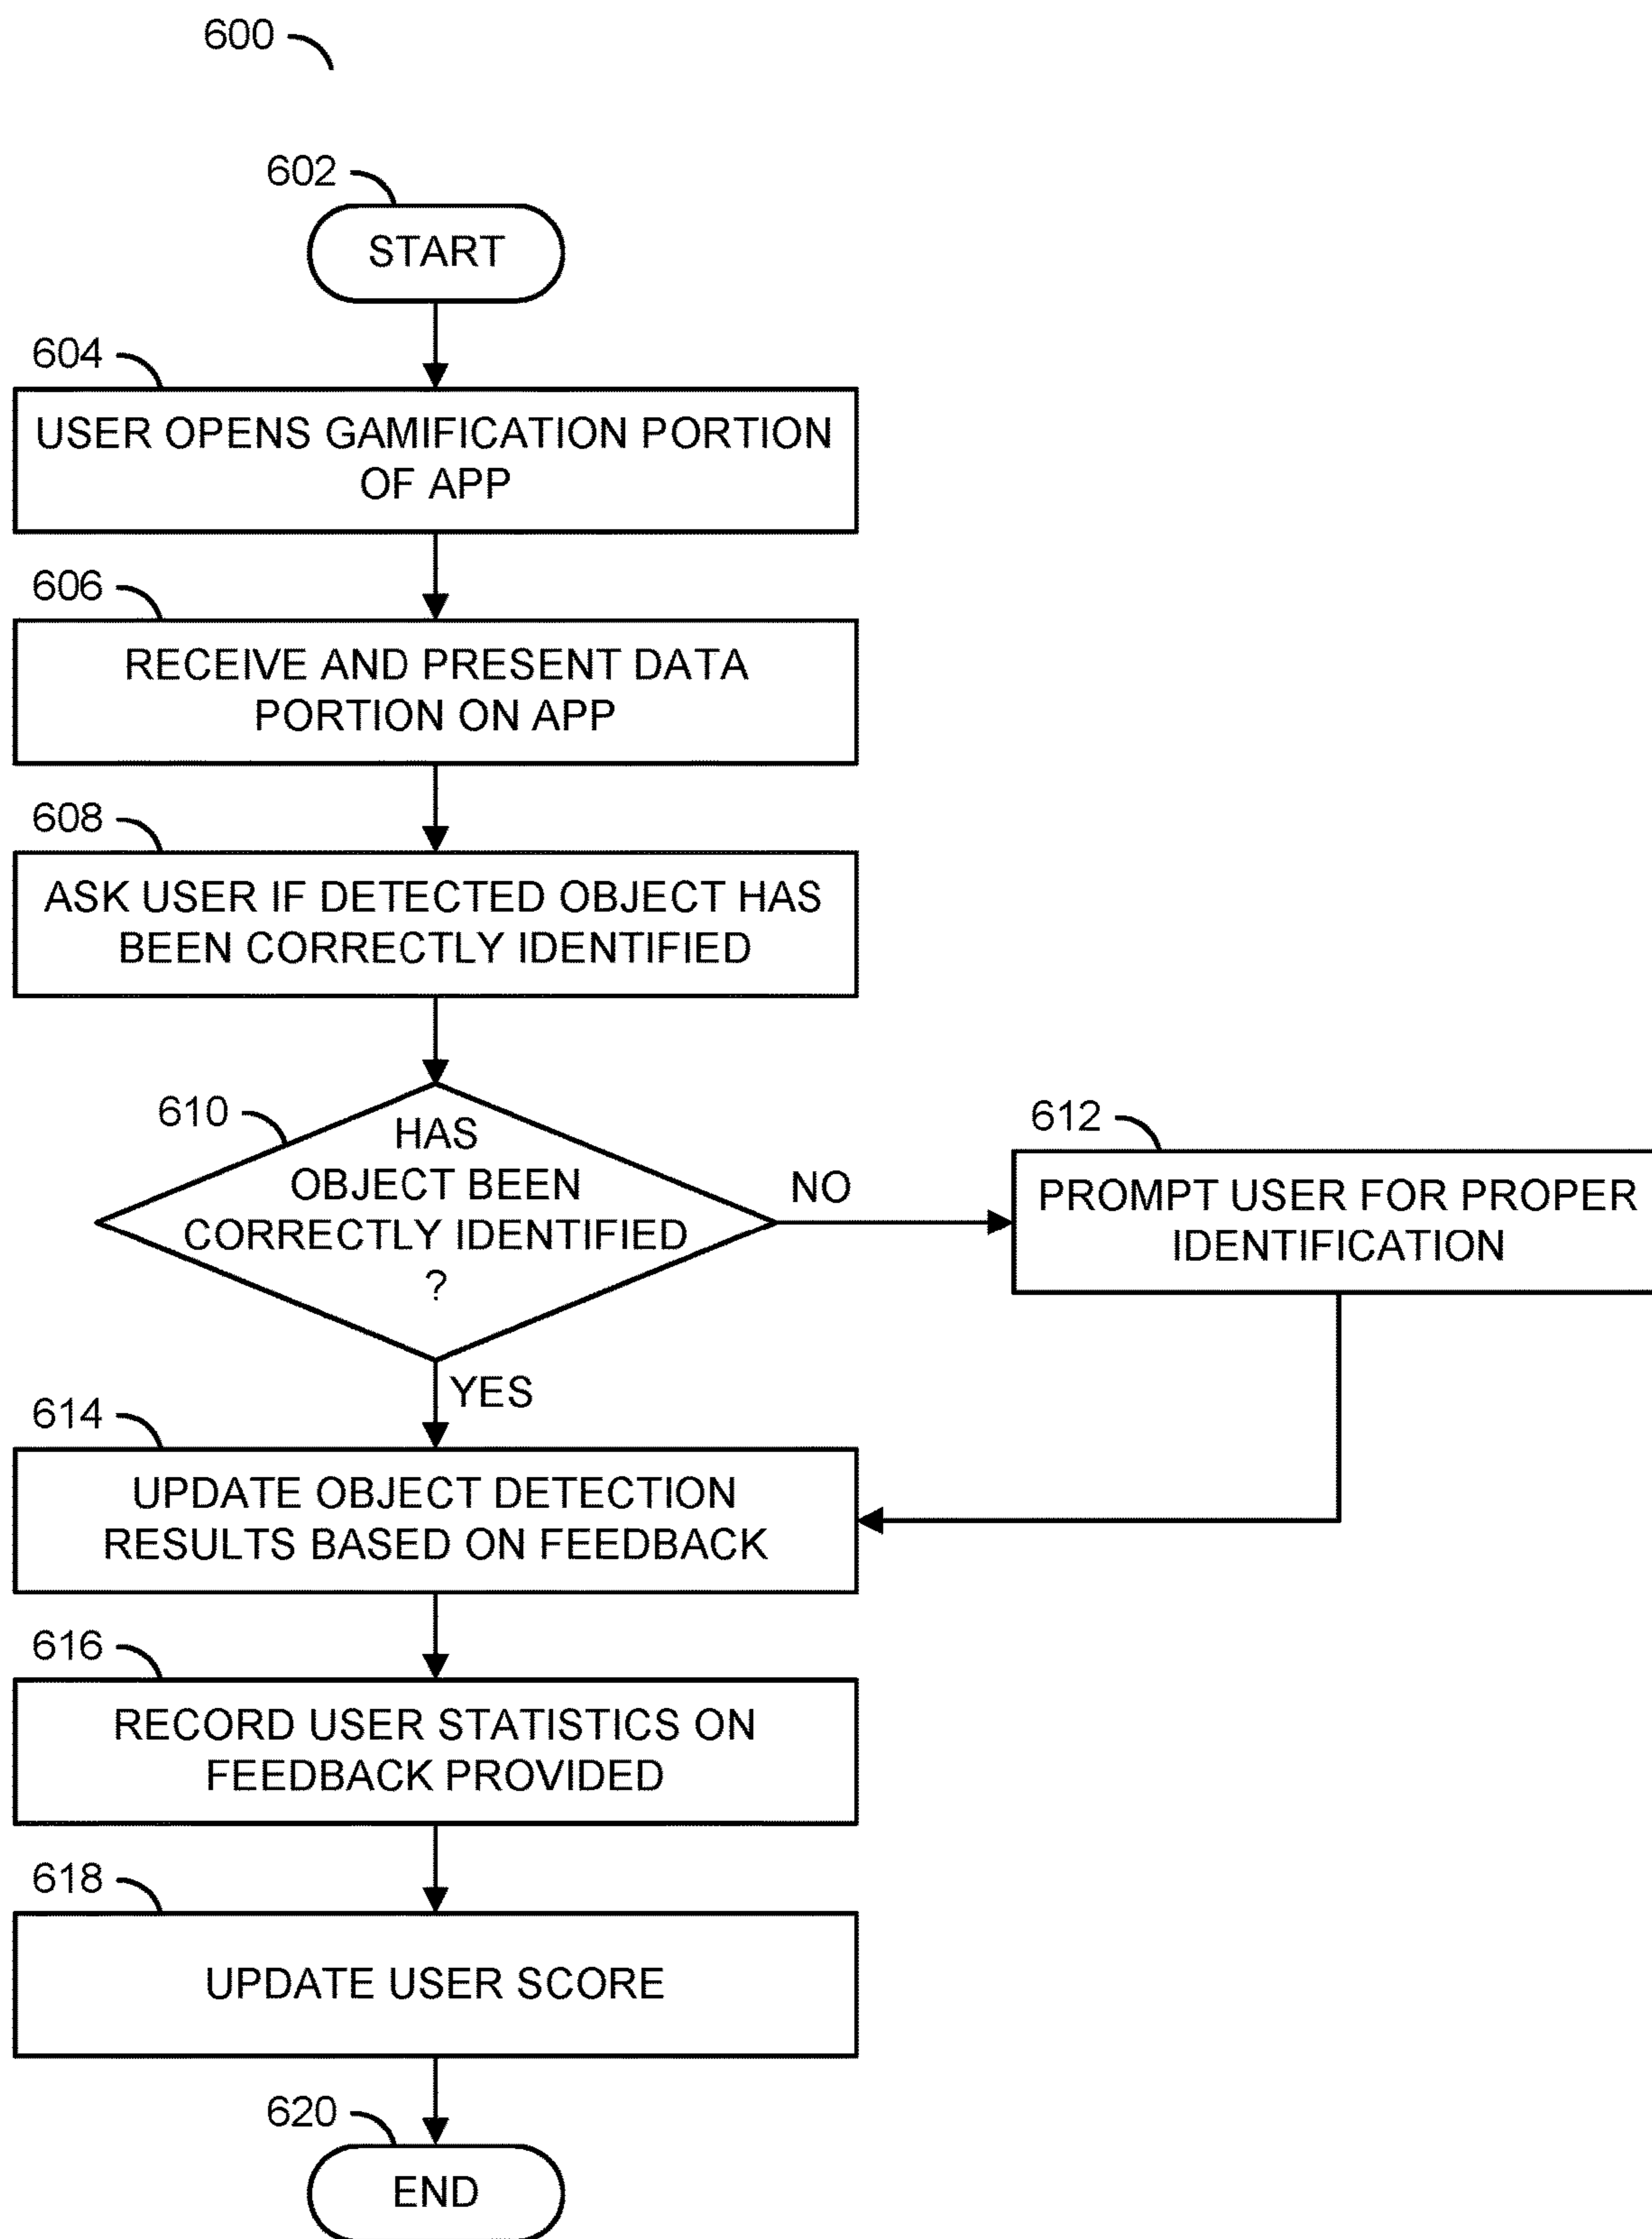 600
602
START
604
USER OPENS GAMIFICATION PORTION
OF APP
606
RECEIVE AND PRESENT DATA
PORTION ON APP
608
ASK USER IF DETECTED OBJECT HAS
BEEN CORRECTLY IDENTIFIED
610
HAS
OBJECT BEEN
CORRECTLY IDENTIFIED
?
NO
612
PROMPT USER FOR PROPER
IDENTIFICATION
YES
614
UPDATE OBJECT DETECTION
RESULTS BASED ON FEEDBACK
616
RECORD USER STATISTICS ON
FEEDBACK PROVIDED
618
UPDATE USER SCORE
620
END